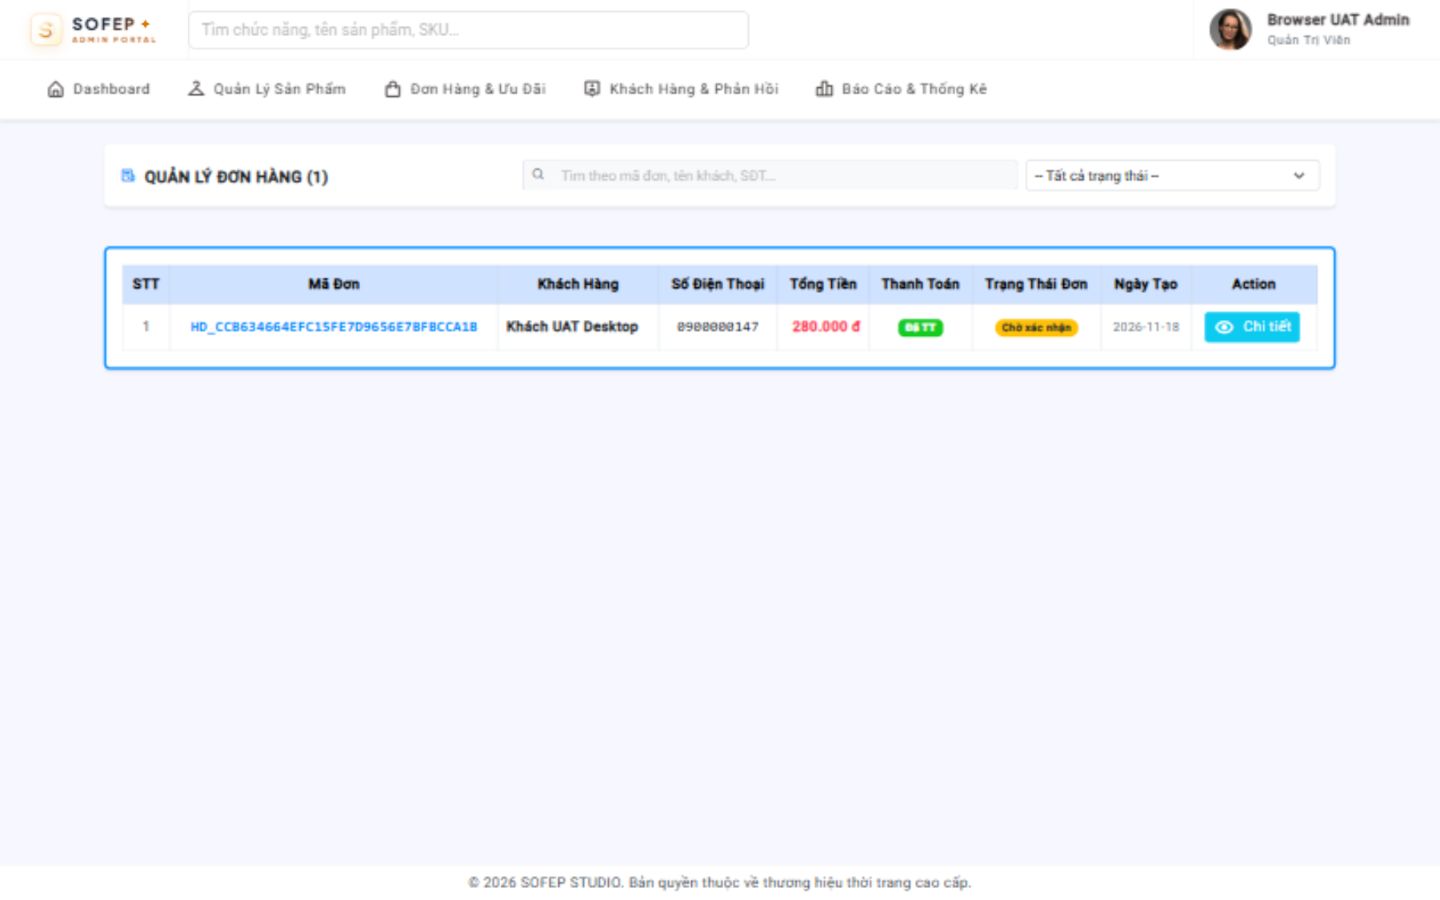 S SOFEP
ADMIN PORTAL
Tìm chức năng, tên sản phẩm, SKU...
Browser UAT Admin
Quản Trị Viên
Dashboard
Quản Lý Sản Phẩm
Đơn Hàng & Ưu Đãi
Khách Hàng & Phản Hồi
Báo Cáo & Thống Kê
QUẢN LÝ ĐƠN HÀNG (1)
Tìm theo mã đơn, tên khách, SĐT...
-- Tất cả trạng thái --
STT Mã Đơn Khách Hàng Số Điện Thoại Tổng Tiền Thanh Toán Trạng Thái Đơn Ngày Tạo Action
1 Khách UAT Desktop 0900000147 280.000 đ Đã TT Chờ xác nhận 2026-11-18 Chi tiết
© 2026 SOFEP STUDIO. Bản quyền thuộc về thương hiệu thời trang cao cấp.